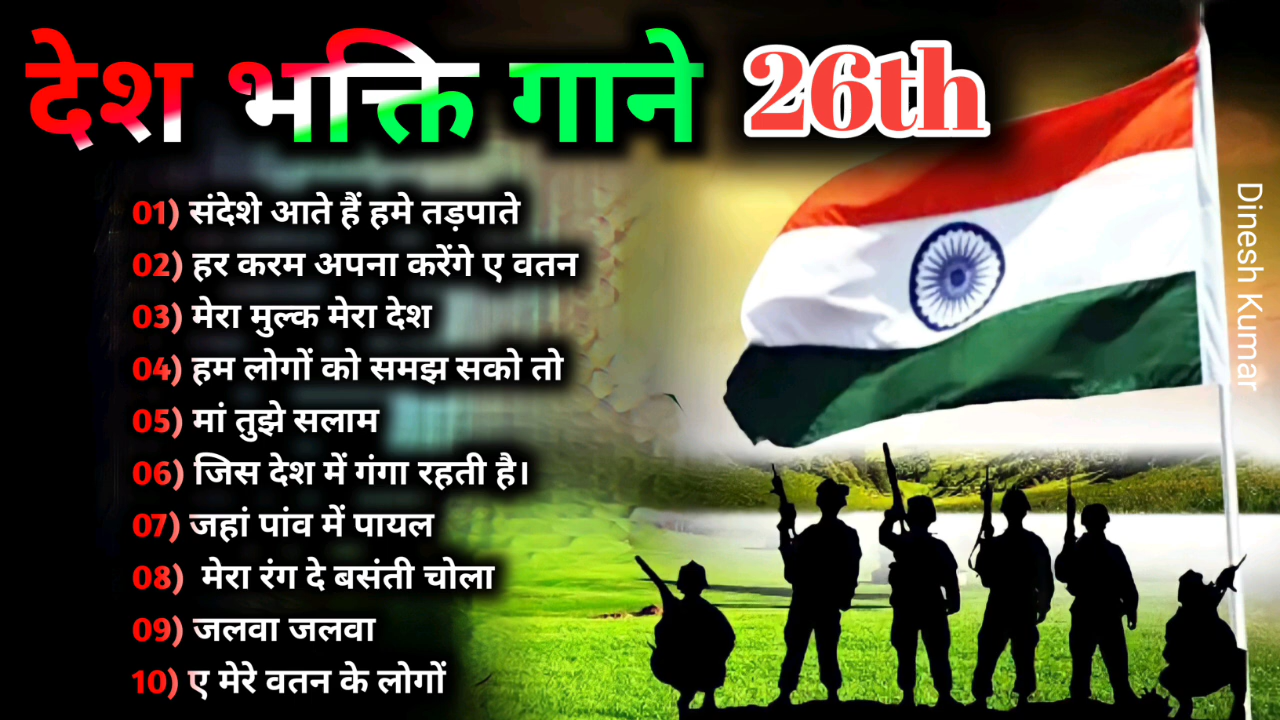 देश भक्ति गाने 26th
01) संदेशे आते हैं हमे तड़पाते
02) हर करम अपना करेंगे ए वतन
03) मेरा मुल्क मेरा देश
04) हम लोगों को समझ सको तो
05) मां तुझे सलाम
06) जिस देश में गंगा रहती है।
07) जहां पांव में पायल
08) मेरा रंग दे बसंती चोला
09) जलवा जलवा
10) ए मेरे वतन के लोगों
Dinesh Kumar